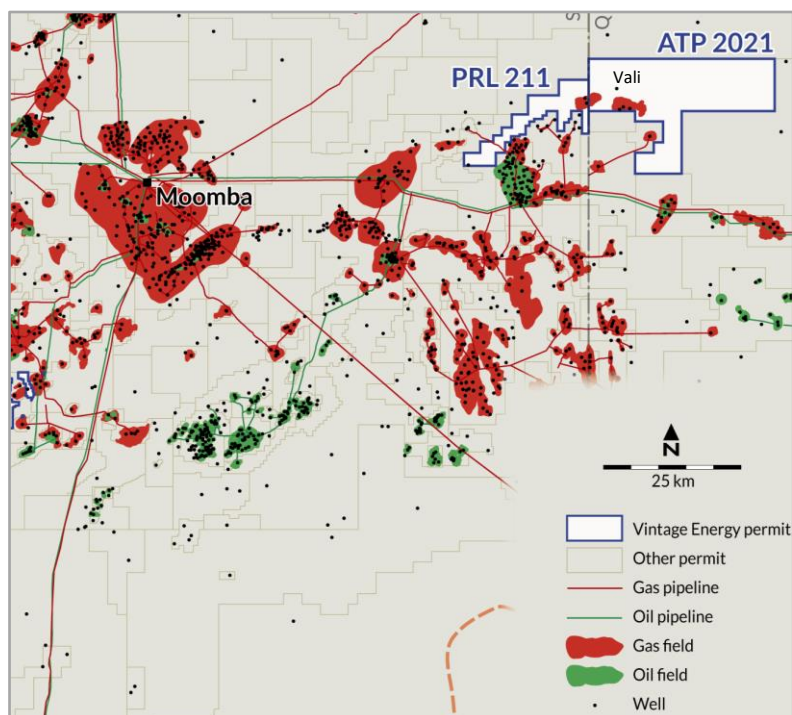 S
Q
ATP 2021
PRL 211
Vali
Moomba
N
25 km
Vintage Energy permit
Other permit
Gas pipeline
Oil pipeline
Gas field
Oil field
Well